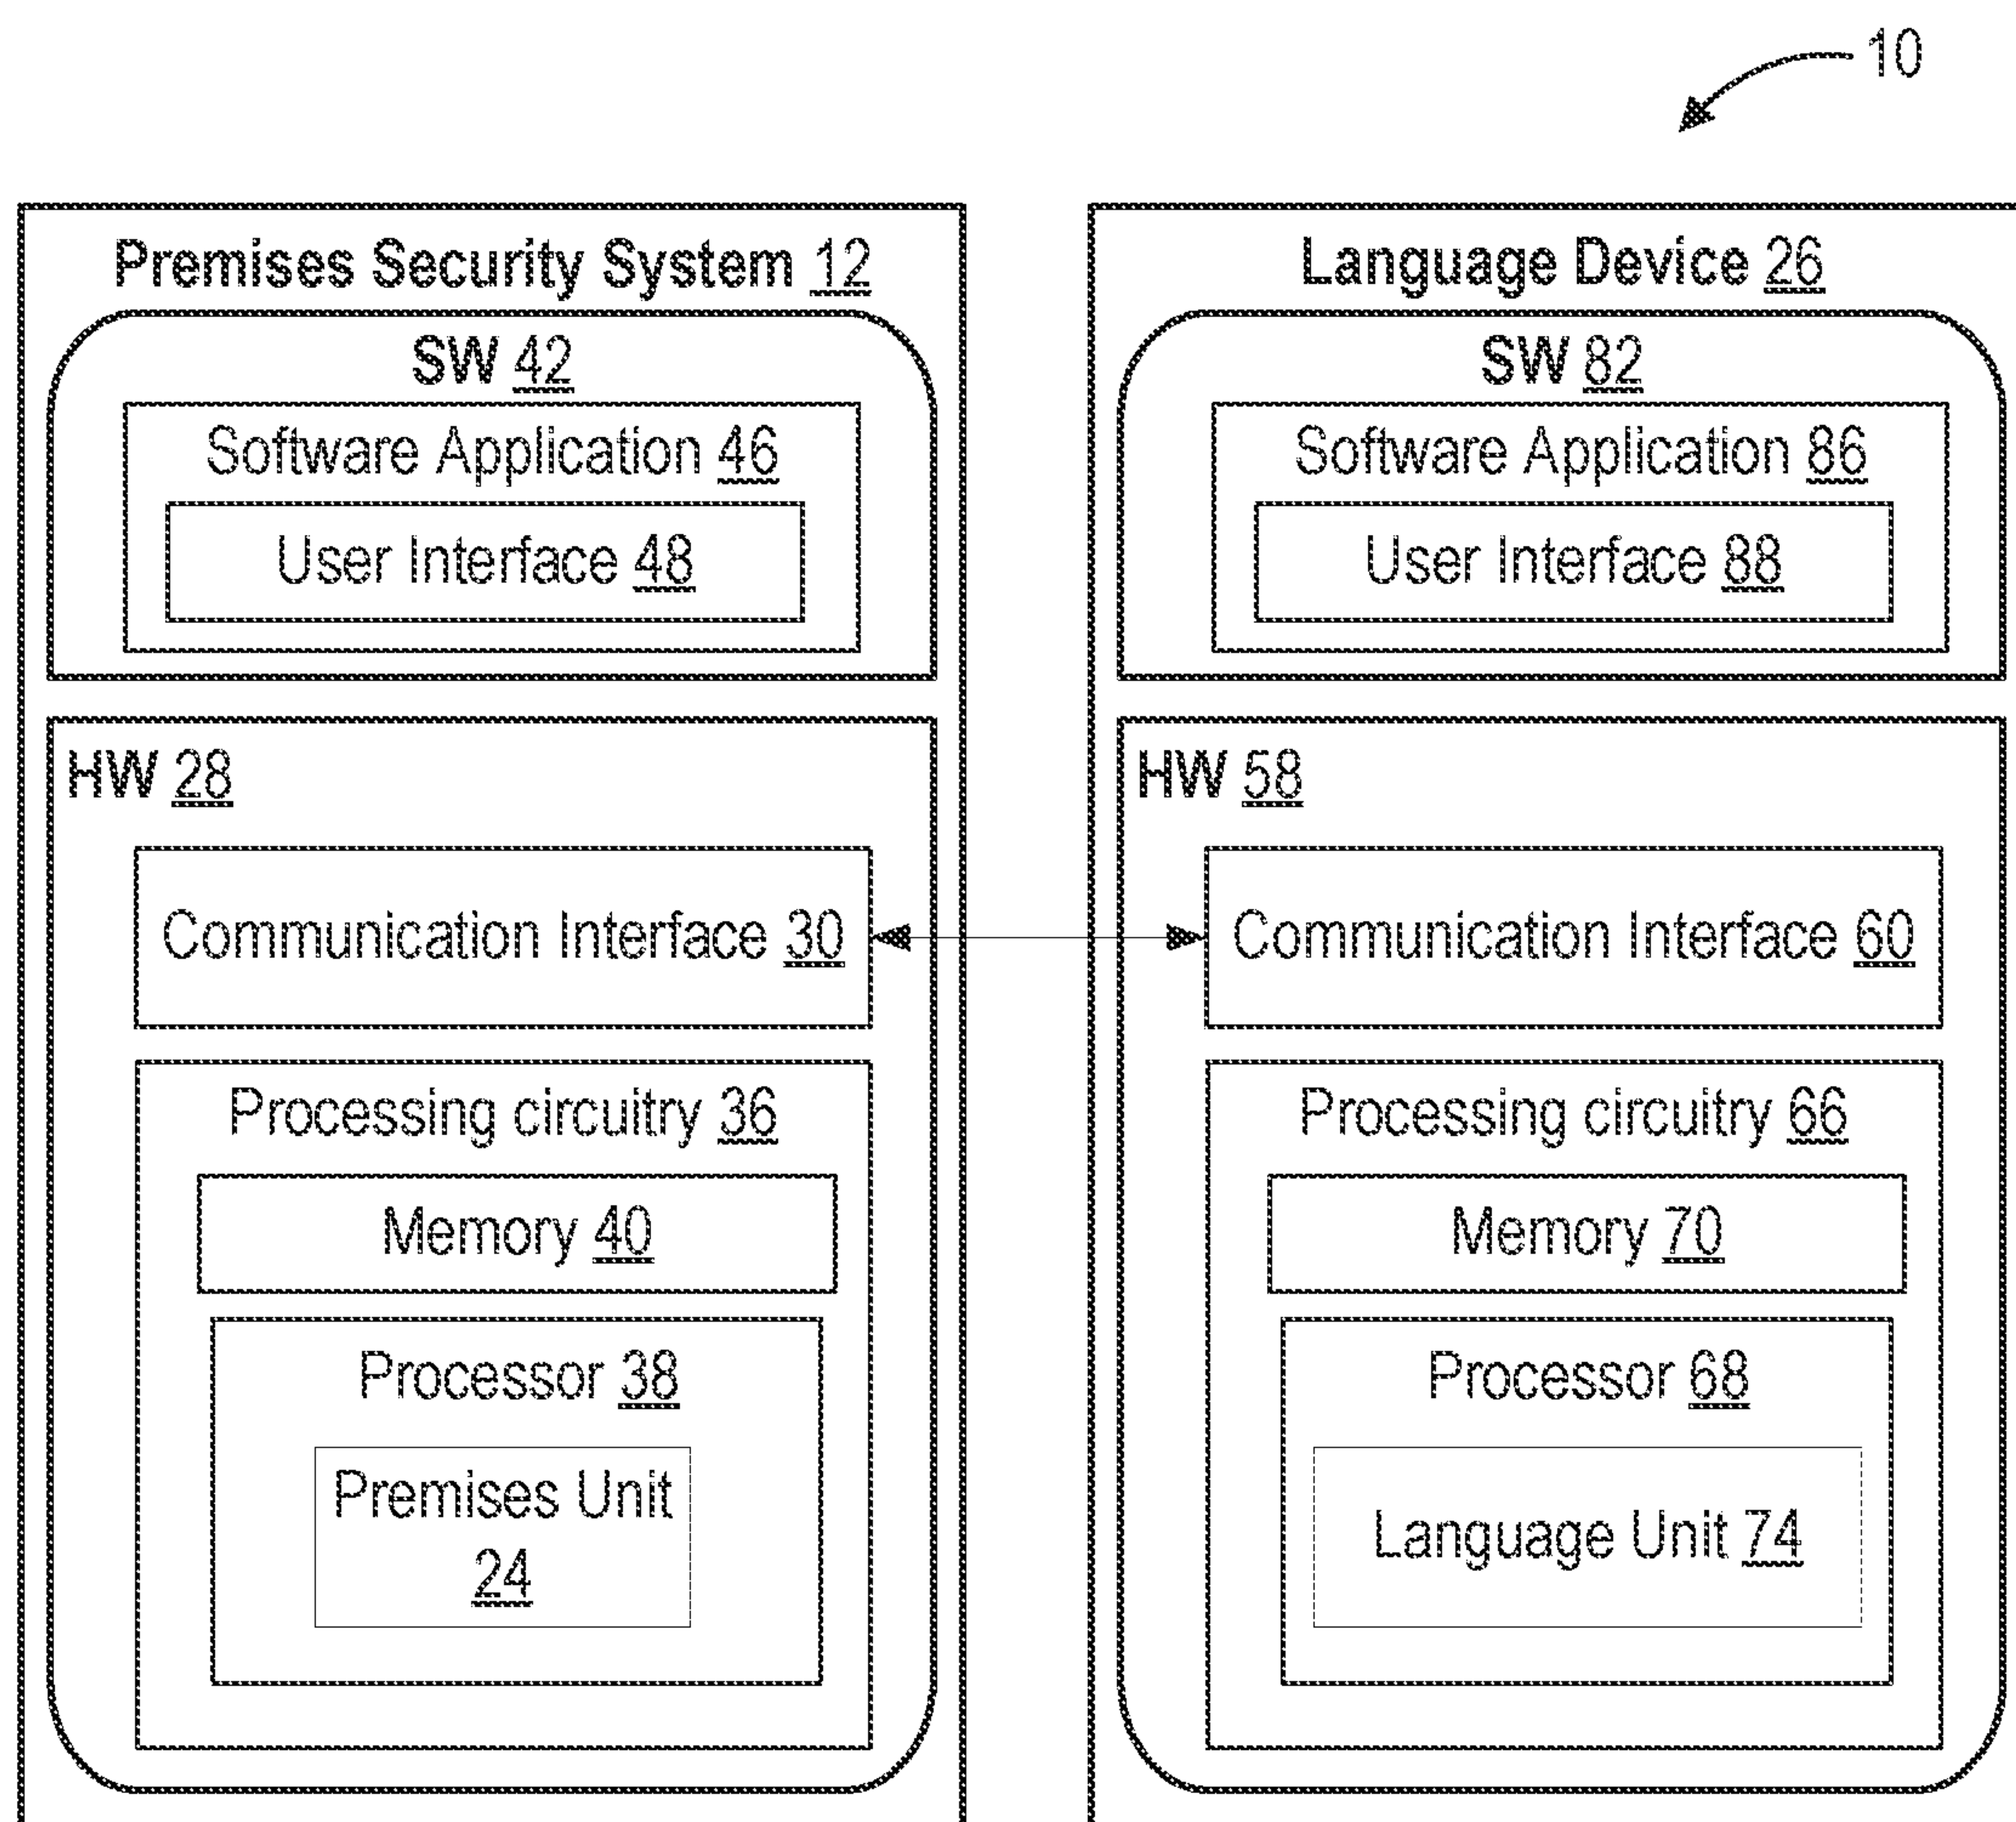 10
Premises Security System 12
SW 42
Software Application 46
User Interface 48
HW 28
Communication Interface 30
Processing circuitry 36
Memory 40
Processor 38
Premises Unit
24
Language Device 26
SW 82
Software Application 86
User Interface 88
HW 58
Communication Interface 60
Processing circuitry 66
Memory 70
Processor 68
Language Unit 74